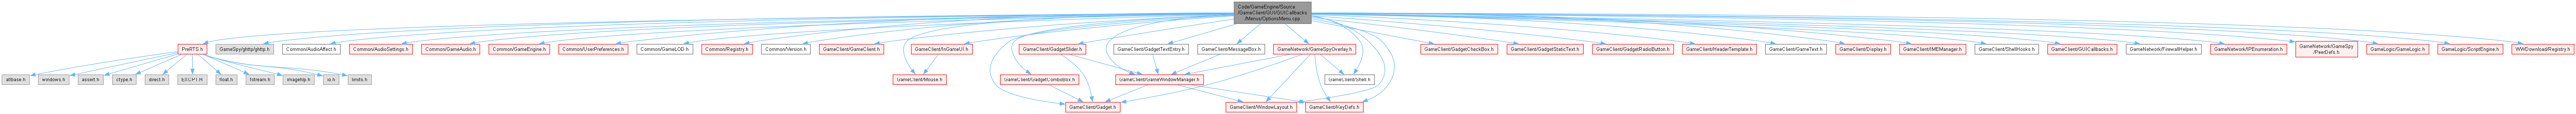 Code/GameEngine/Source
/GameClient/GUI/GUICallbacks
/Menus/OptionsMenu.cpp
PreRTS.h
GameSpy/ghttp/ghttp.h
Common/AudioAffect.h
Common/AudioSettings.h
Common/GameAudio.h
Common/GameEngine.h
Common/UserPreferences.h
Common/GameLOD.h
Common/Registry.h
Common/Version.h
GameClient/GameClient.h
GameClient/InGameUI.h
GameClient/GadgetSlider.h
GameClient/GadgetTextEntry.h
GameClient/MessageBox.h
GameNetwork/GameSpyOverlay.h
GameClient/GadgetCheckBox.h
GameClient/GadgetStaticText.h
GameClient/GadgetRadioButton.h
GameClient/HeaderTemplate.h
GameClient/GameText.h
GameClient/Display.h
GameClient/IMEManager.h
GameClient/ShellHooks.h
GameClient/GUICallbacks.h
GameNetwork/FirewallHelper.h
GameNetwork/IPEnumeration.h
GameNetwork/GameSpy
/PeerDefs.h
GameLogic/GameLogic.h
GameLogic/ScriptEngine.h
WWDownload/Registry.h
atlbase.h
windows.h
assert.h
ctype.h
direct.h
EXCPT.H
float.h
fstream.h
imagehlp.h
io.h
limits.h
GameClient/Mouse.h
GameClient/GadgetComboBox.h
GameClient/GameWindowManager.h
GameClient/Shell.h
GameClient/Gadget.h
GameClient/WindowLayout.h
GameClient/KeyDefs.h